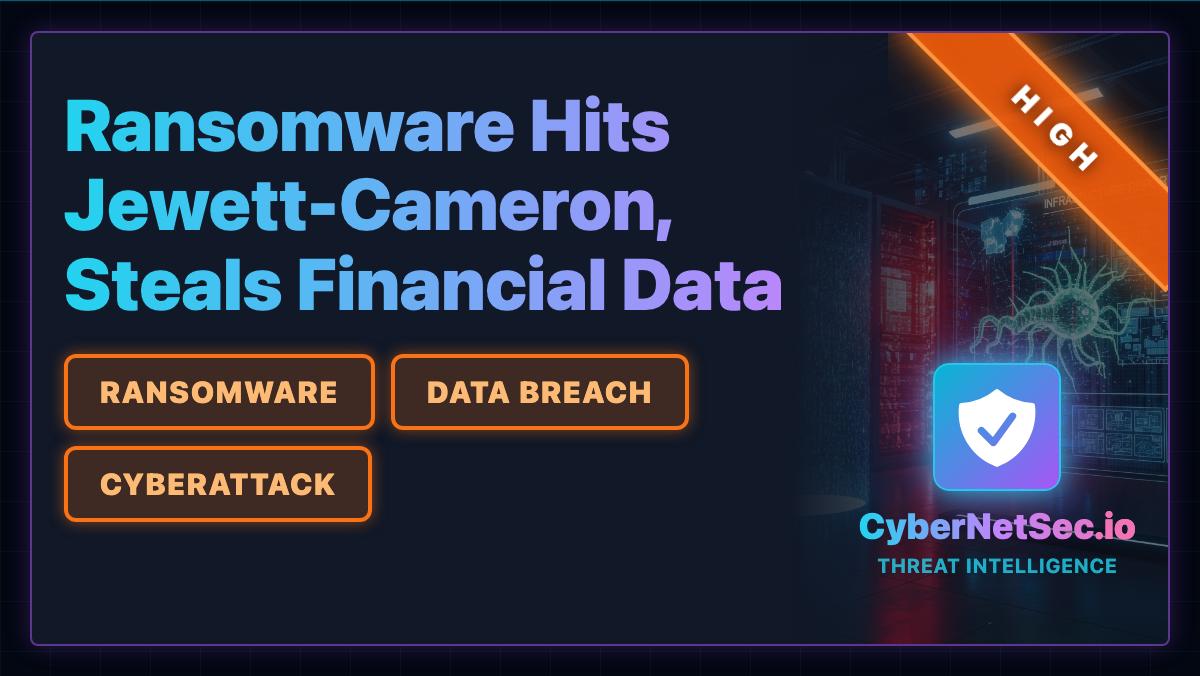 Ransomware Hits
Jewett-Cameron,
Steals Financial Data
RANSOMWARE
DATA BREACH
CYBERATTACK
HIGH
CyberNetSec.io
THREAT INTELLIGENCE